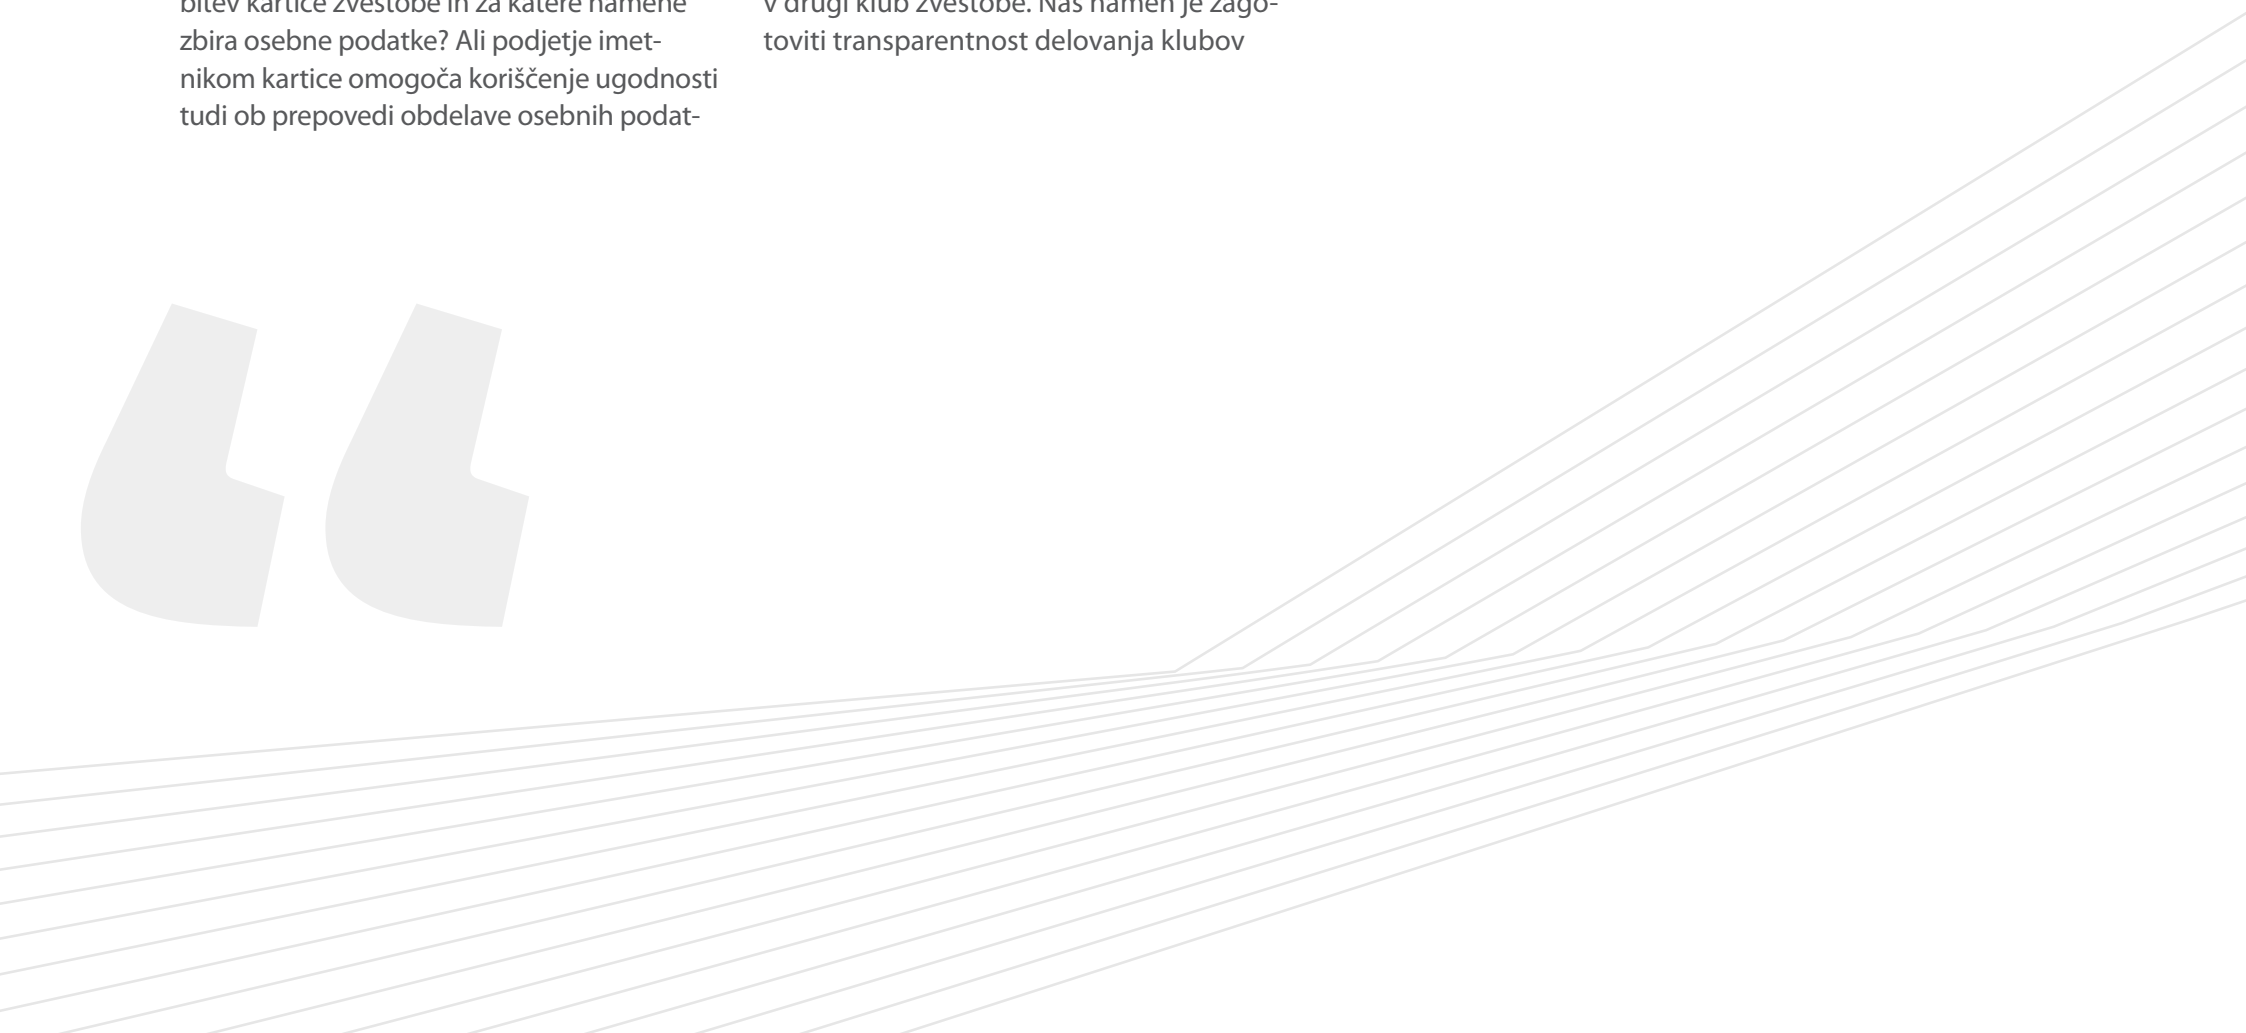 bitev kartice zvestobe in za katere namene
zbira osebne podatke? Ali podjetje imet-
nikom kartice omogoča koriščenje ugodnosti
tudi ob prepovedi obdelave osebnih podat-
v drugi klub zvestobe. Naš namen je zago-
toviti transparentnost delovanja klubov